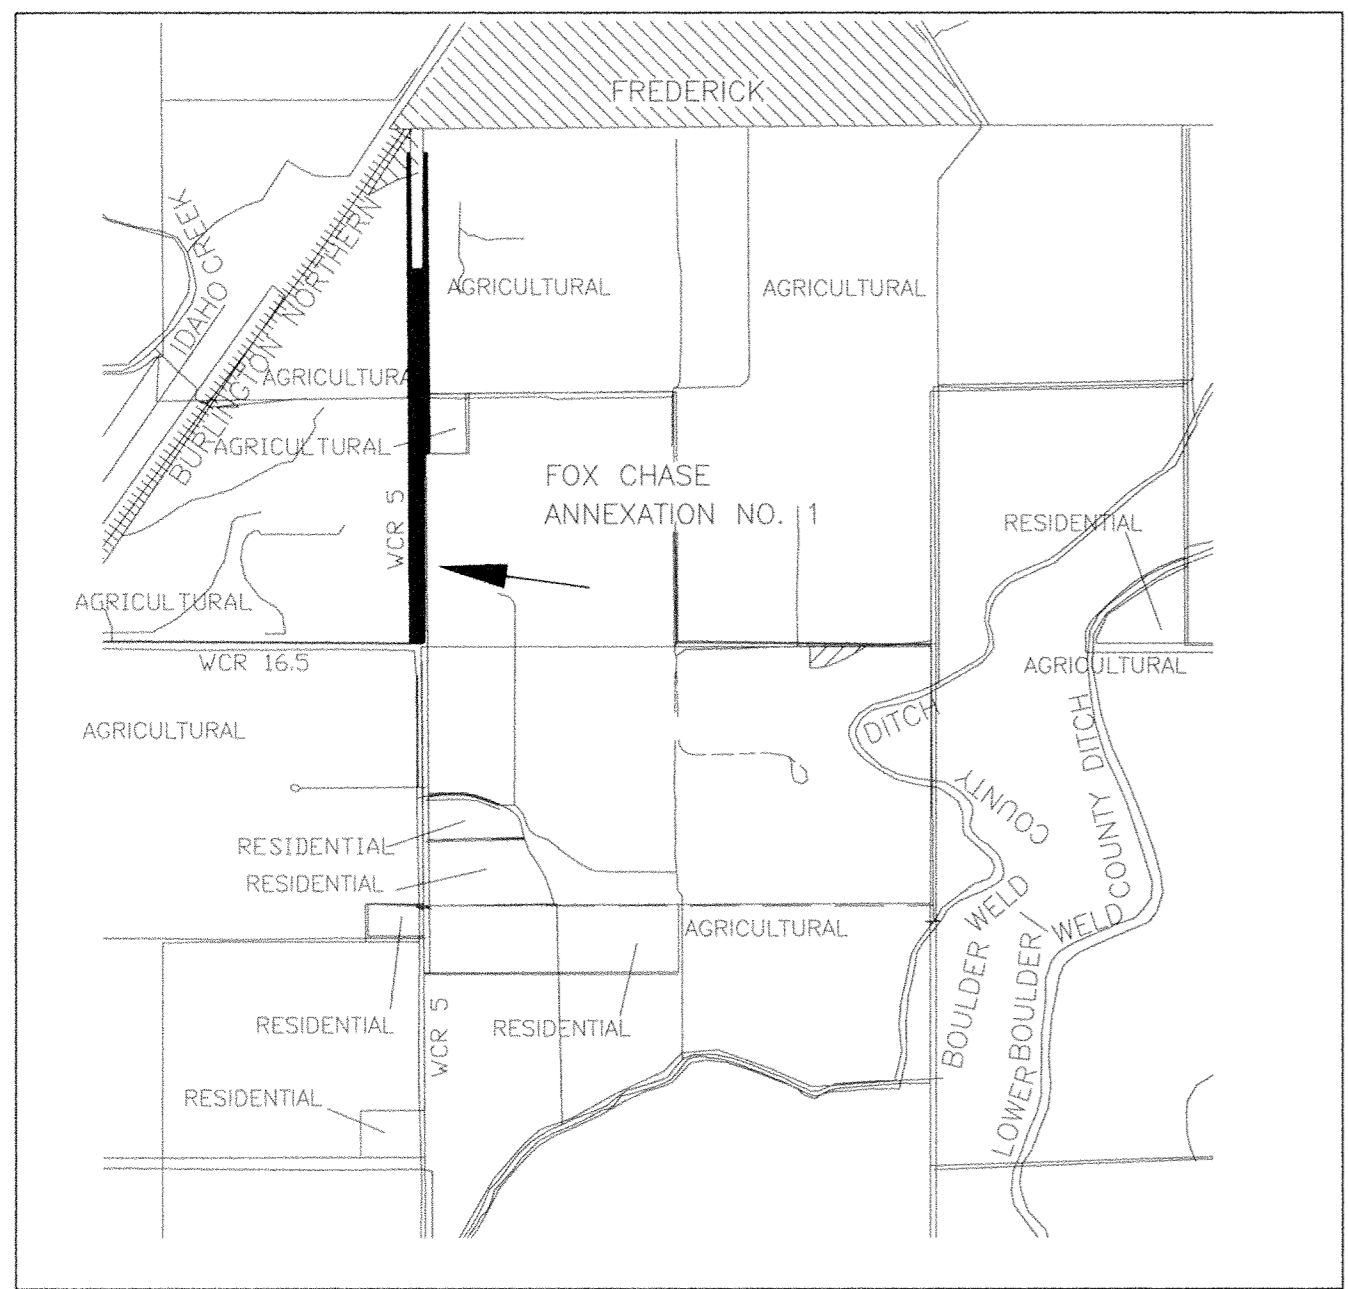 FREDERICK
IDAHO CREEK
BURLINGTON NORTHERN
AGRICULTURAL
AGRICULTURAL
AGRICULTURA
AGRICULTURAL
FOX CHASE
ANNEXATION NO. 1
WCR 5
RESIDENTIAL
AGRICULTURAL
WCR 16.5
AGRICULTURAL
AGRICULTURAL
DITCH
COUNTY
WELD
BOULDER
DITCH
COUNTY
WELD
BOULDER
LOWER
RESIDENTIAL
RESIDENTIAL
AGRICULTURAL
WCR 5
RESIDENTIAL
RESIDENTIAL
RESIDENTIAL